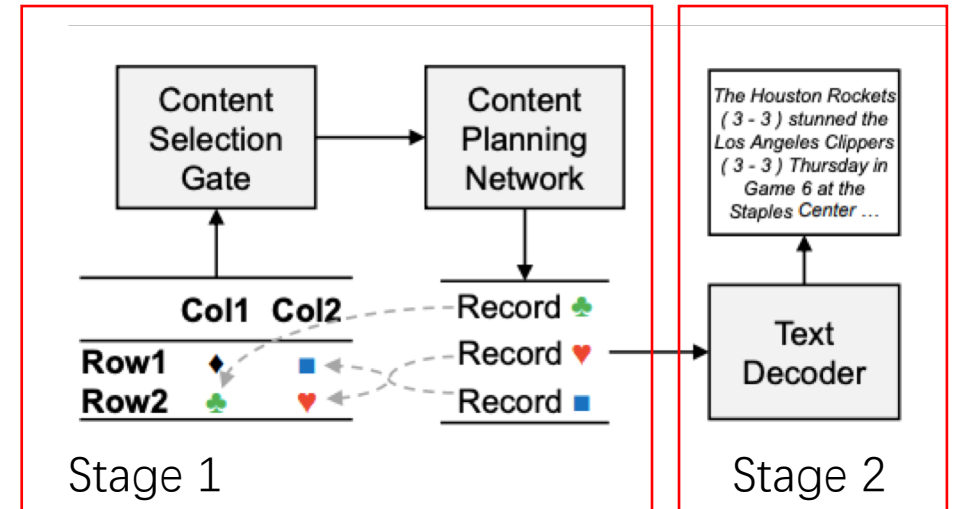 Content
Selection
Gate
Content
Planning
Network
The Houston Rockets
( 3 - 3 ) stunned the
Los Angeles Clippers
( 3 - 3 ) Thursday in
Game 6 at the
Staples Center ...
Col1 Col2
Row1
Row2
Record
Record
Record
Text
Decoder
Stage 1
Stage 2